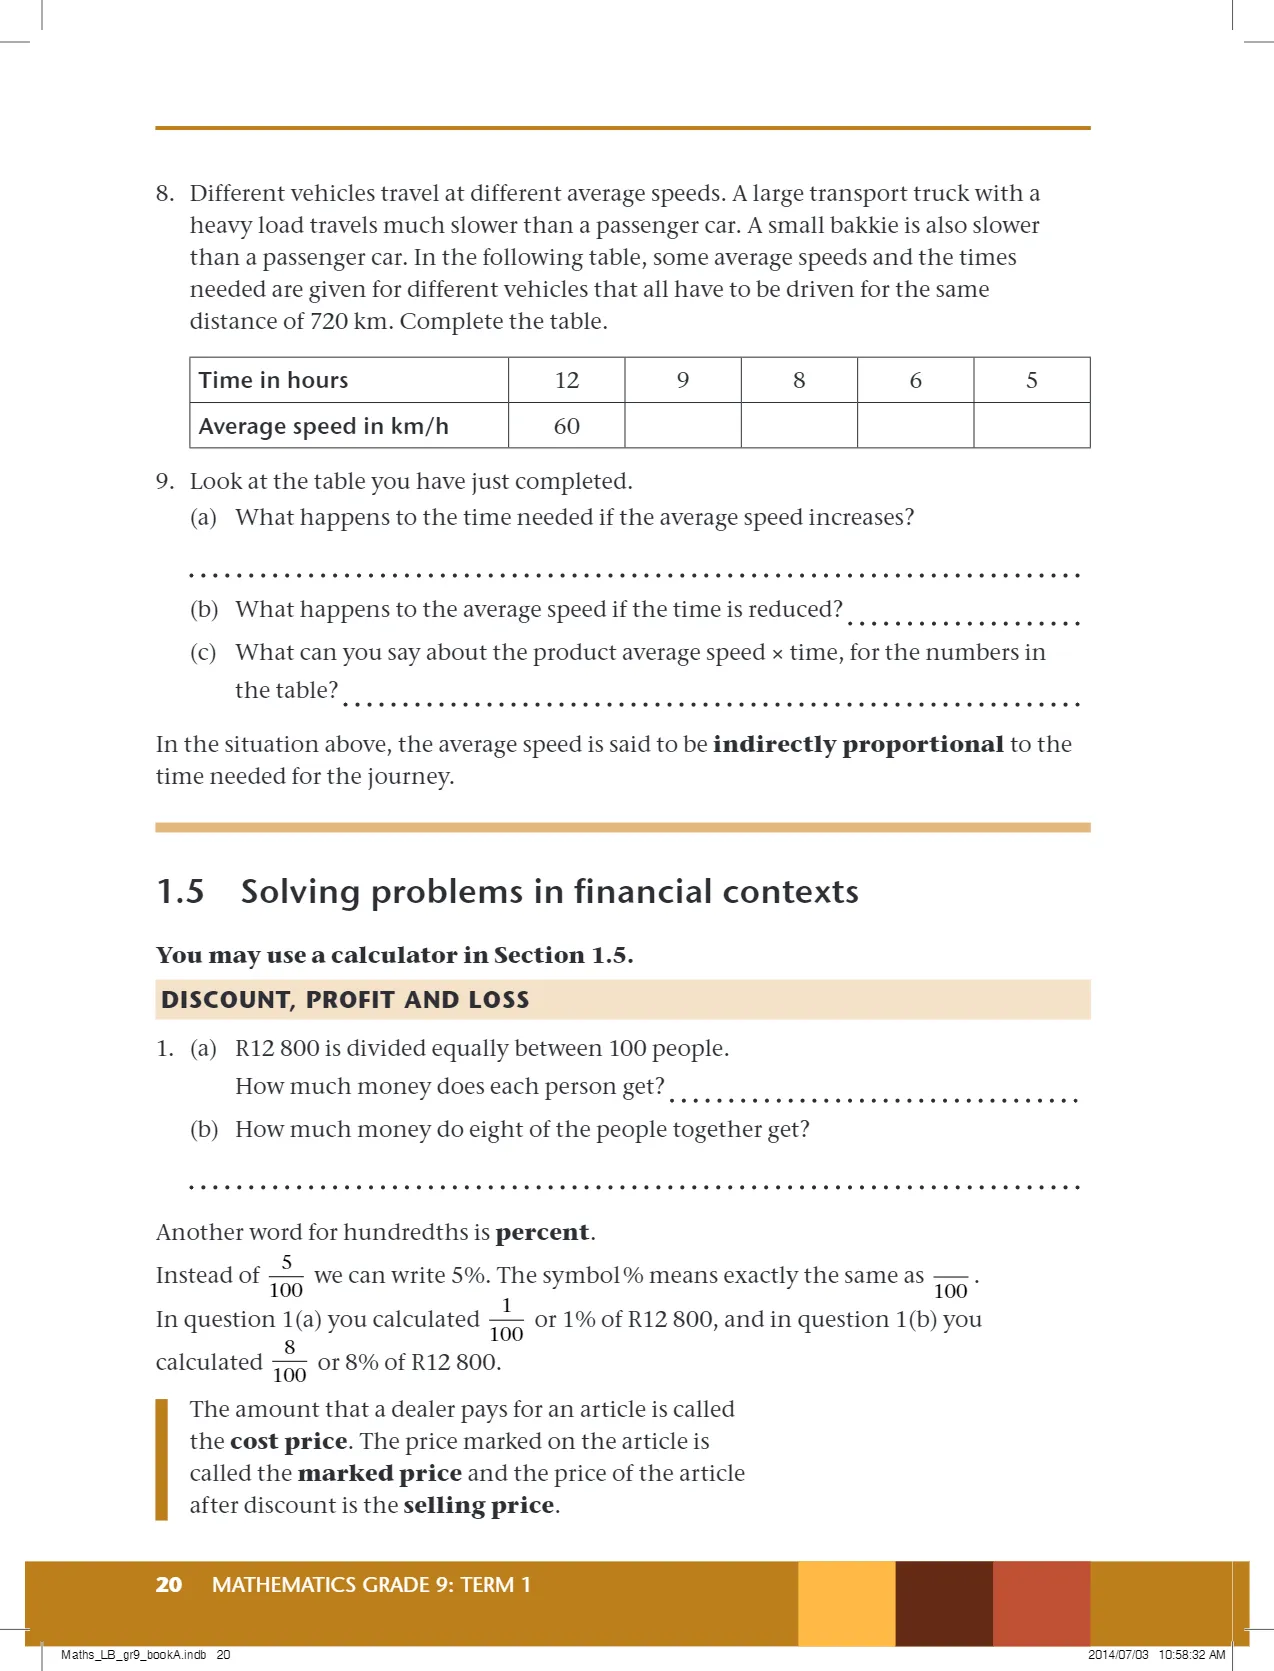 8. Different vehicles travel at different average speeds. A large transport truck with a
heavy load travels much slower than a passenger car. A small bakkie is also slower
than a passenger car. In the following table, some average speeds and the times
needed are given for different vehicles that all have to be driven for the same
distance of 720 km. Complete the table.
Time in hours 12 9 8 6 5
Average speed in km/h 60
9. Look at the table you have just completed.
(a) What happens to the time needed if the average speed increases?
(b) What happens to the average speed if the time is reduced?
(c) What can you say about the product average speed × time, for the numbers in
the table?
In the situation above, the average speed is said to be indirectly proportional to the
time needed for the journey.
1.5 Solving problems in financial contexts
You may use a calculator in Section 1.5.
DISCOUNT, PROFIT AND LOSS
1. (a) R12 800 is divided equally between 100 people.
How much money does each person get?
(b) How much money do eight of the people together get?
Another word for hundredths is percent.
Instead of 5/100 we can write 5%. The symbol % means exactly the same as /100.
In question 1(a) you calculated 1/100 or 1% of R12 800, and in question 1(b) you
calculated 8/100 or 8% of R12 800.
The amount that a dealer pays for an article is called
the cost price. The price marked on the article is
called the marked price and the price of the article
after discount is the selling price.
20 MATHEMATICS GRADE 9: TERM 1
Maths_LB_gr9_bookA.indb 20 2014/07/03 10:58:32 AM